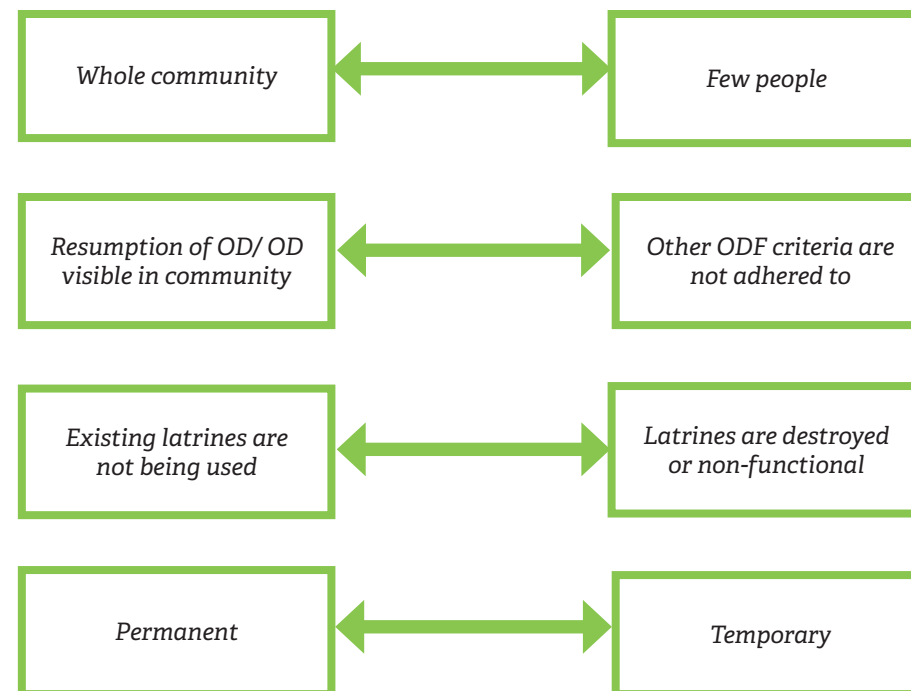 Whole community
Few people
Resumption of OD/ OD
visible in community
Other ODF criteria are
not adhered to
Existing latrines are
not being used
Latrines are destroyed
or non-functional
Permanent
Temporary